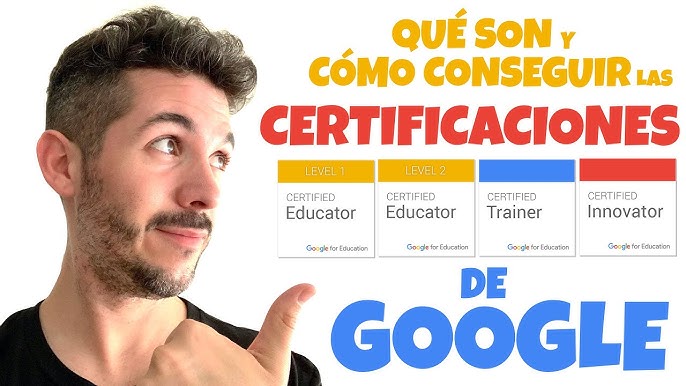 QUÉ SON Y
CÓMO CONSEGUIR LAS
CERTIFICACIONES
LEVEL 1
CERTIFIED
Educator
Google for Education
LEVEL 2
CERTIFIED
Educator
Google for Education
CERTIFIED
Trainer
Google for Education
CERTIFIED
Innovator
Google for Education
DE
GOOGLE